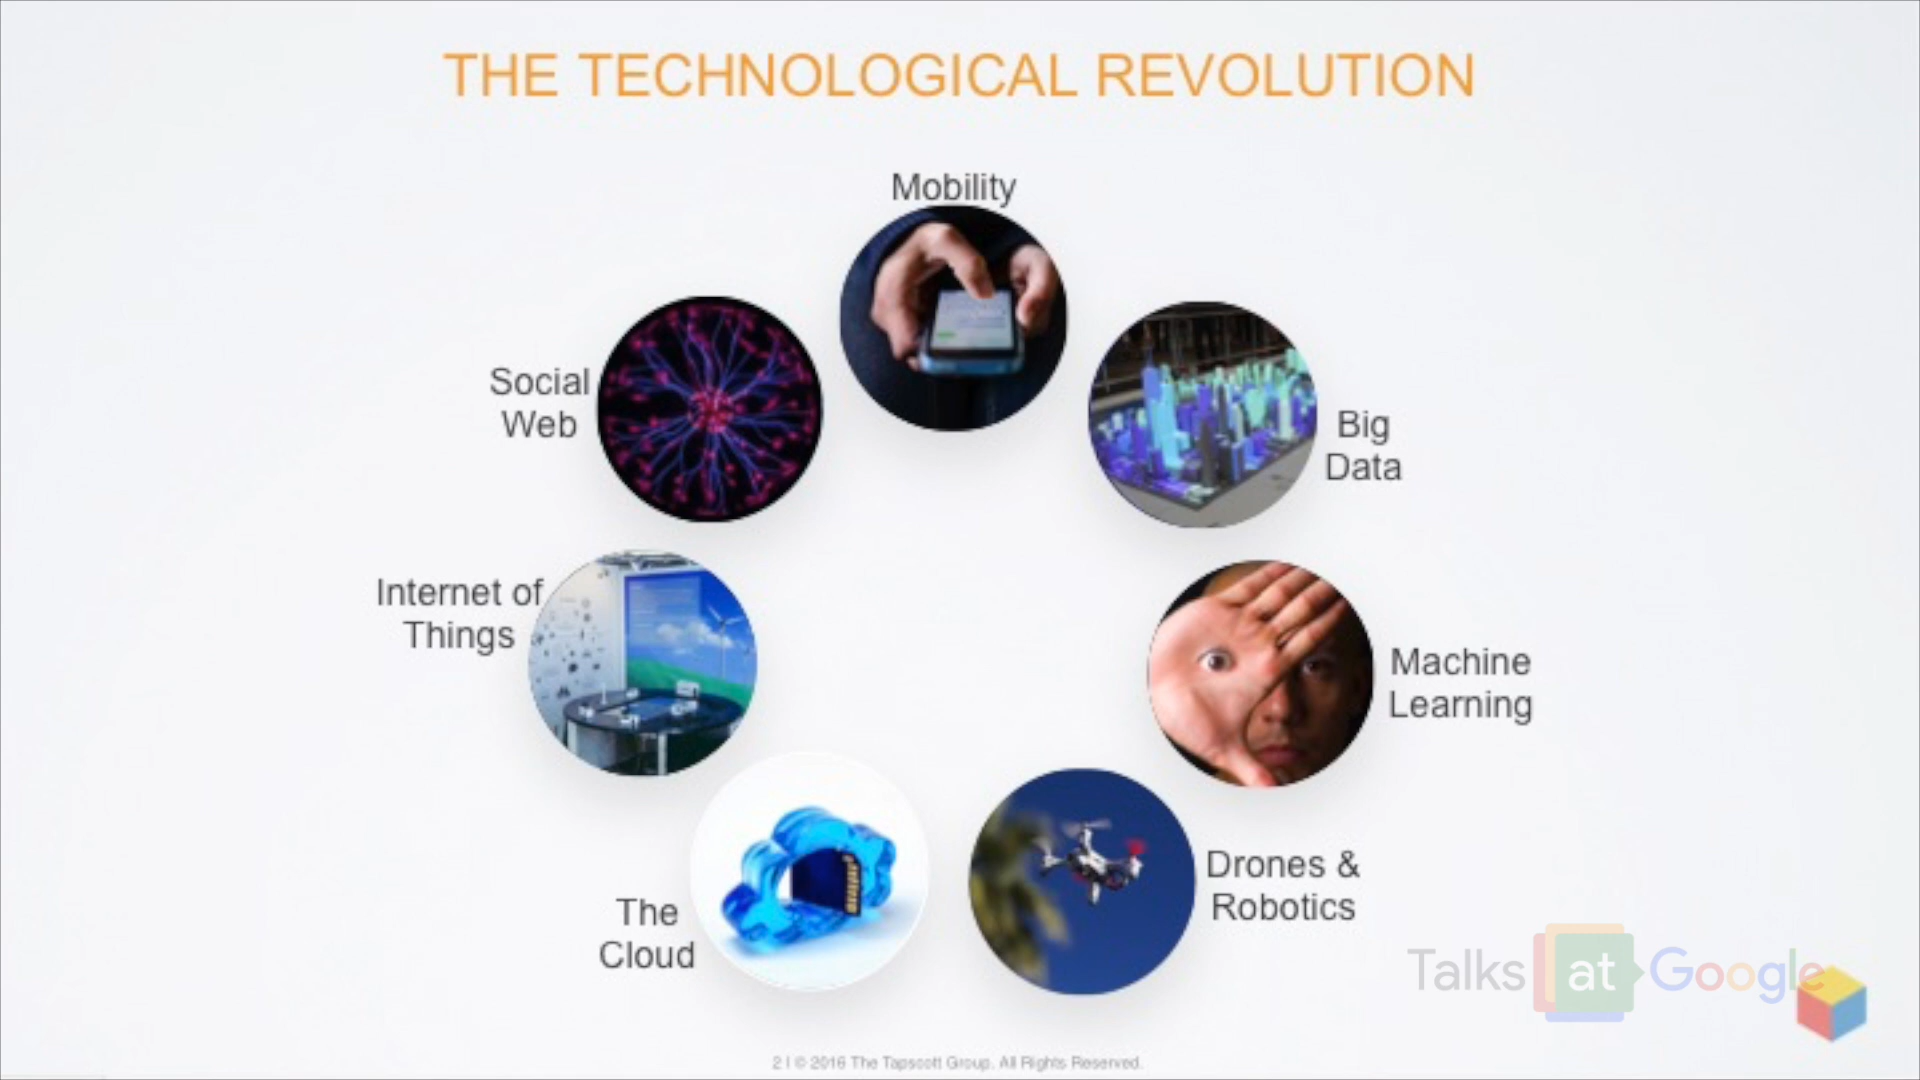 THE TECHNOLOGICAL REVOLUTION
Mobility
Social
Web
Big
Data
Internet of
Things
Machine
Learning
Drones &
Robotics
The
Cloud
Talks at Google
2 | © 2016 The Tapscott Group. All Rights Reserved.